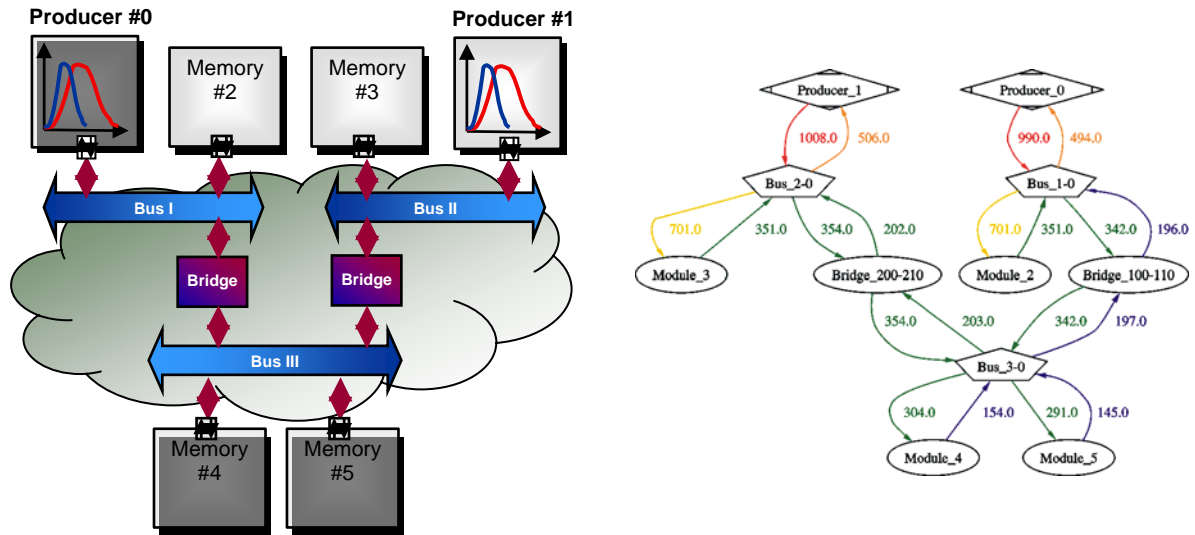 Producer #0
Producer #1
Memory
#2
Memory
#3
Bus I
Bus II
Bridge
Bridge
Bus III
Memory
#4
Memory
#5
Producer_1
Producer_0
1008.0
506.0
990.0
494.0
Bus_2-0
Bus_1-0
701.0
351.0
354.0
202.0
701.0
351.0
342.0
196.0
Module_3
Bridge_200-210
Module_2
Bridge_100-110
354.0
203.0
342.0
197.0
Bus_3-0
304.0
154.0
291.0
145.0
Module_4
Module_5